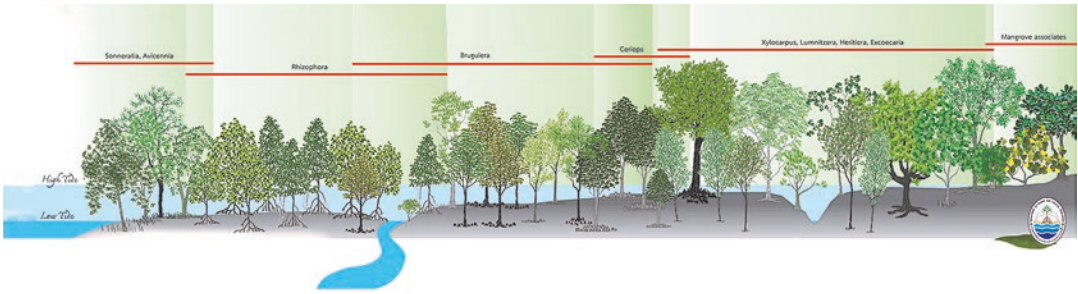 Mangrove associates
Xylocarpus, Lumnitzera, Heritiera, Excoecaria
Ceriops
Sonneratia, Avicennia
Bruguiera
Rhizophora
High Tide
Low Tide